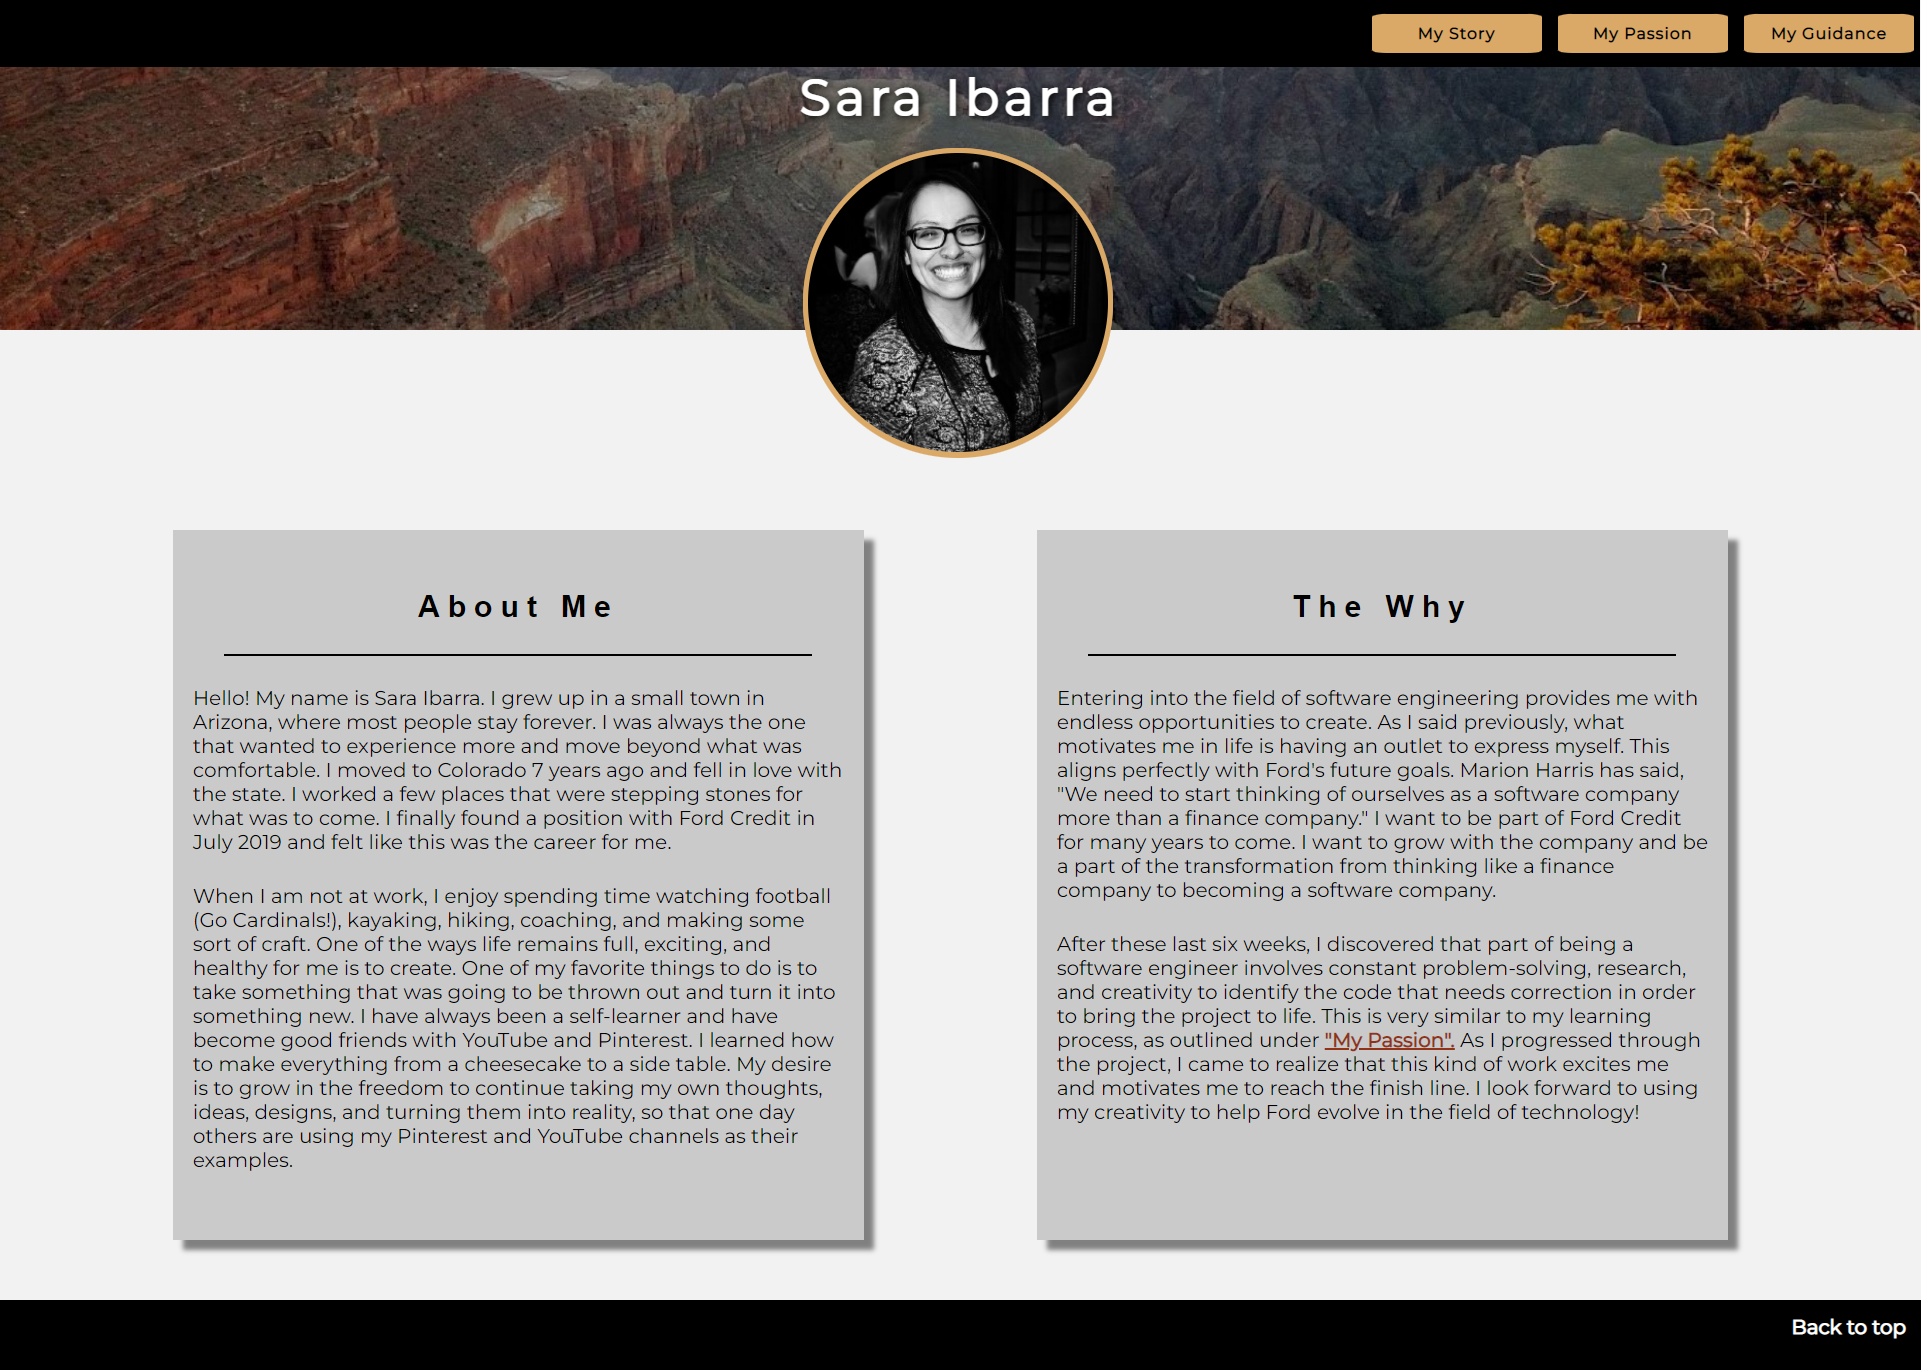 My Story
My Passion
My Guidance
Sara Ibarra
About Me
Hello! My name is Sara Ibarra. I grew up in a small town in
Arizona, where most people stay forever. I was always the one
that wanted to experience more and move beyond what was
comfortable. I moved to Colorado 7 years ago and fell in love with
the state. I worked a few places that were stepping stones for
what was to come. I finally found a position with Ford Credit in
July 2019 and felt like this was the career for me.
When I am not at work, I enjoy spending time watching football
(Go Cardinals!), kayaking, hiking, coaching, and making some
sort of craft. One of the ways life remains full, exciting, and
healthy for me is to create. One of my favorite things to do is to
take something that was going to be thrown out and turn it into
something new. I have always been a self-learner and have
become good friends with YouTube and Pinterest. I learned how
to make everything from a cheesecake to a side table. My desire
is to grow in the freedom to continue taking my own thoughts,
ideas, designs, and turning them into reality, so that one day
others are using my Pinterest and YouTube channels as their
examples.
The Why
Entering into the field of software engineering provides me with
endless opportunities to create. As I said previously, what
motivates me in life is having an outlet to express myself. This
aligns perfectly with Ford's future goals. Marion Harris has said,
"We need to start thinking of ourselves as a software company
more than a finance company." I want to be part of Ford Credit
for many years to come. I want to grow with the company and be
a part of the transformation from thinking like a finance
company to becoming a software company.
After these last six weeks, I discovered that part of being a
software engineer involves constant problem-solving, research,
and creativity to identify the code that needs correction in order
to bring the project to life. This is very similar to my learning
process, as outlined under "My Passion". As I progressed through
the project, I came to realize that this kind of work excites me
and motivates me to reach the finish line. I look forward to using
my creativity to help Ford evolve in the field of technology!
Back to top